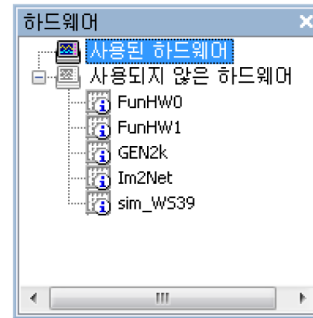 하드웨어
사용된 하드웨어
사용되지 않은 하드웨어
FunHW0
FunHW1
GEN2k
Im2Net
sim_WS39